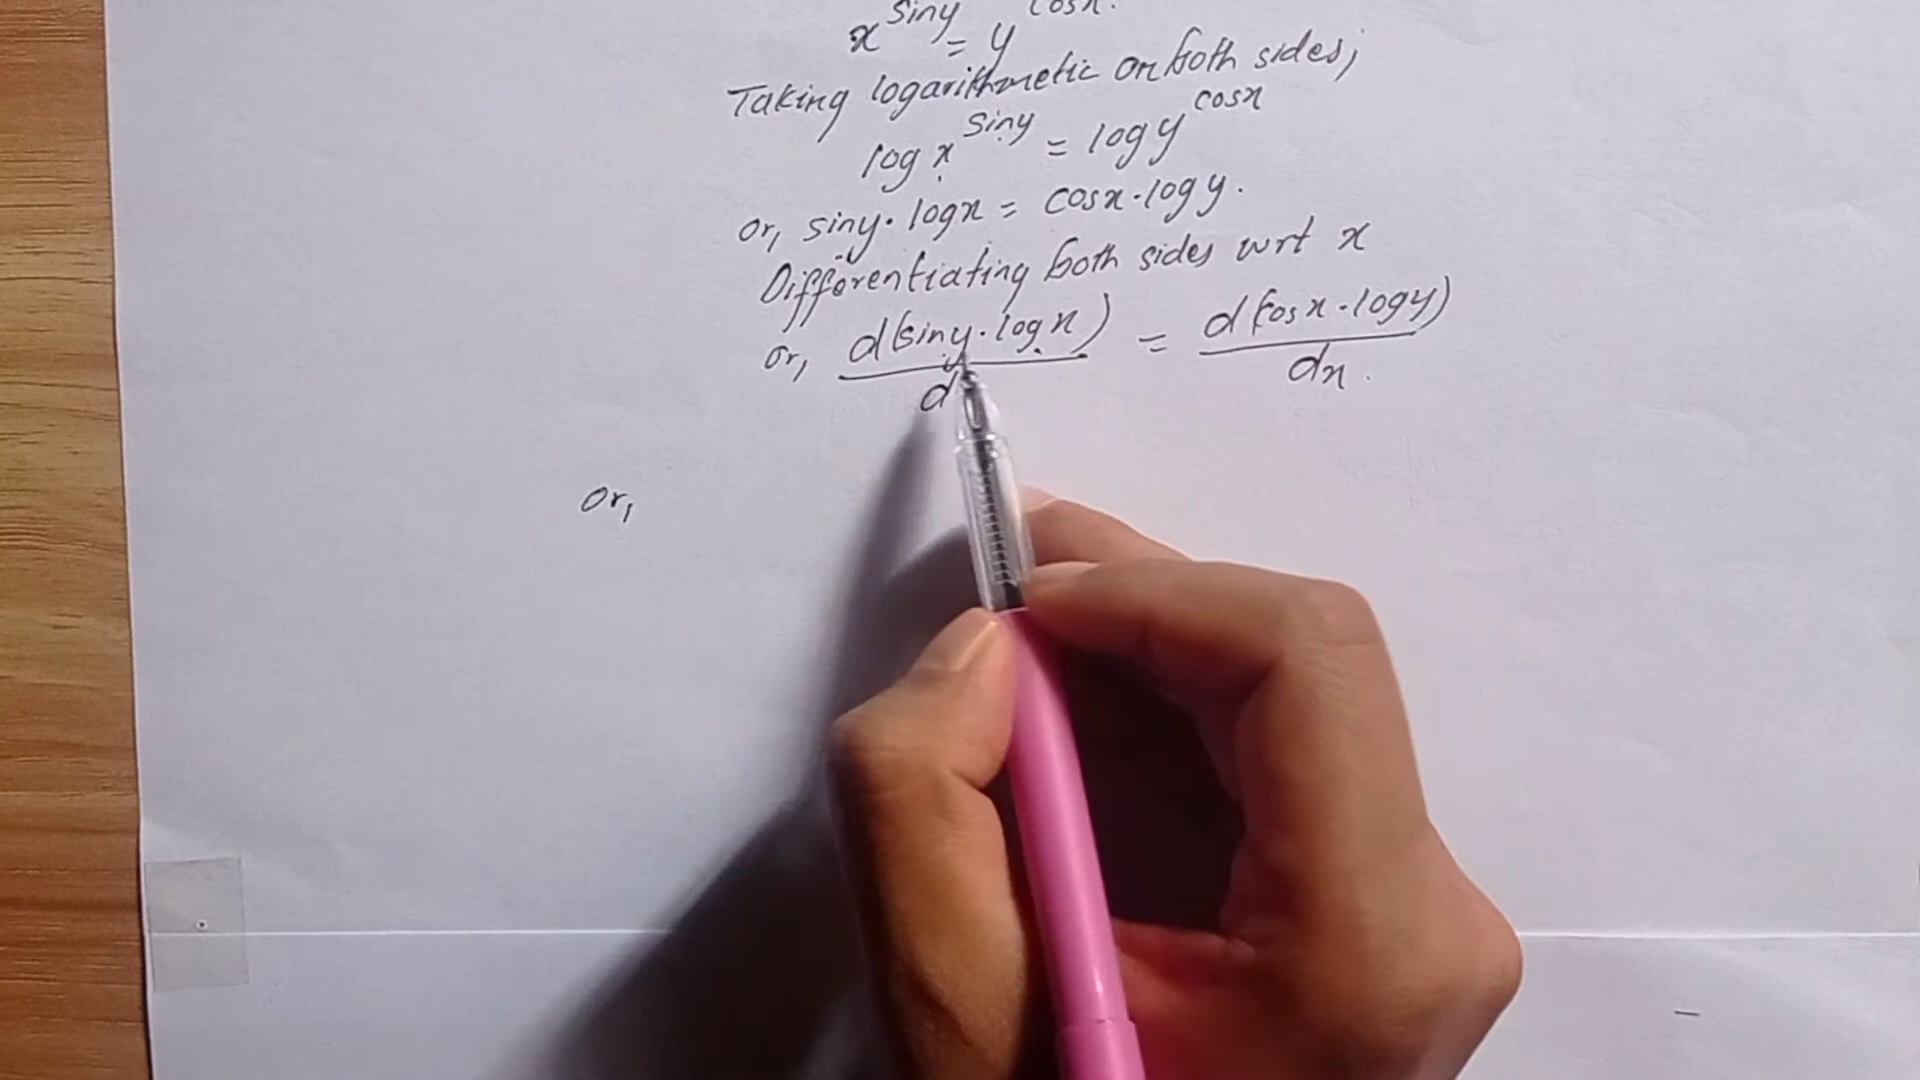 x^siny = y^cosx.
Taking logarithmetic on both sides;
log x^siny = log y^cosx
or, siny·logx = cosx·logy.
Differentiating both sides wrt x
or, d(siny·logx)/d = d(cosx·logy)/dx.
or,